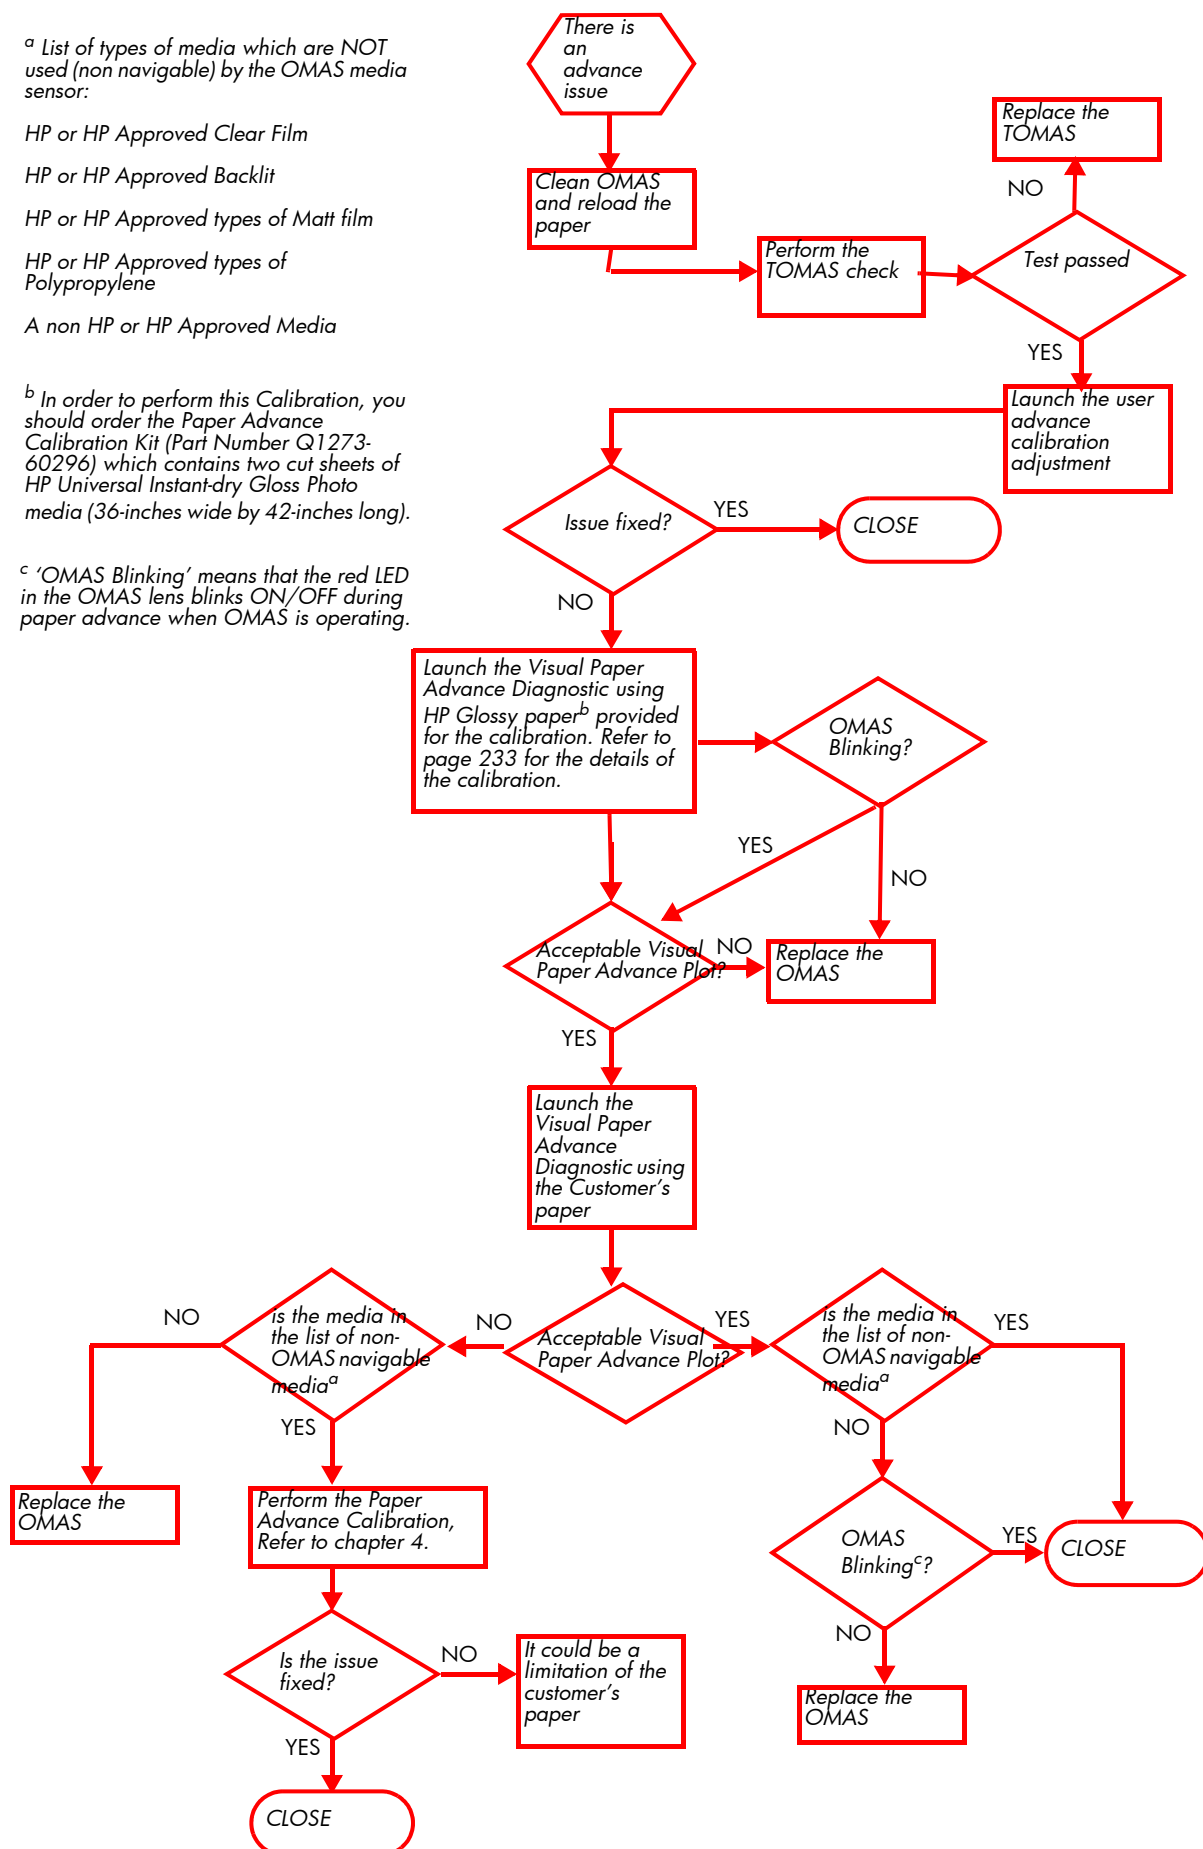 a List of types of media which are NOT
used (non navigable) by the OMAS media
sensor:
HP or HP Approved Clear Film
HP or HP Approved Backlit
HP or HP Approved types of Matt film
HP or HP Approved types of
Polypropylene
A non HP or HP Approved Media
b In order to perform this Calibration, you
should order the Paper Advance
Calibration Kit (Part Number Q1273-
60296) which contains two cut sheets of
HP Universal Instant-dry Gloss Photo
media (36-inches wide by 42-inches long).
c ‘OMAS Blinking’ means that the red LED
in the OMAS lens blinks ON/OFF during
paper advance when OMAS is operating.
There is
an
advance
issue
Clean OMAS
and reload the
paper
Perform the
TOMAS check
Test passed
NO
Replace the
TOMAS
YES
Launch the user
advance
calibration
adjustment
Issue fixed?
YES
CLOSE
NO
Launch the Visual Paper
Advance Diagnostic using
HP Glossy paperb provided
for the calibration. Refer to
page 233 for the details of
the calibration.
OMAS
Blinking?
YES
NO
Acceptable Visual
Paper Advance Plot?
NO
Replace the
OMAS
YES
Launch the
Visual Paper
Advance
Diagnostic using
the Customer’s
paper
Acceptable Visual
Paper Advance Plot?
NO
YES
is the media in
the list of non-
OMAS navigable
mediaa
NO
YES
Replace the
OMAS
Perform the Paper
Advance Calibration,
Refer to chapter 4.
Is the issue
fixed?
NO
It could be a
limitation of the
customer’s
paper
YES
CLOSE
is the media in
the list of non-
OMAS navigable
mediaa
YES
NO
OMAS
Blinkingc?
YES
CLOSE
NO
Replace the
OMAS